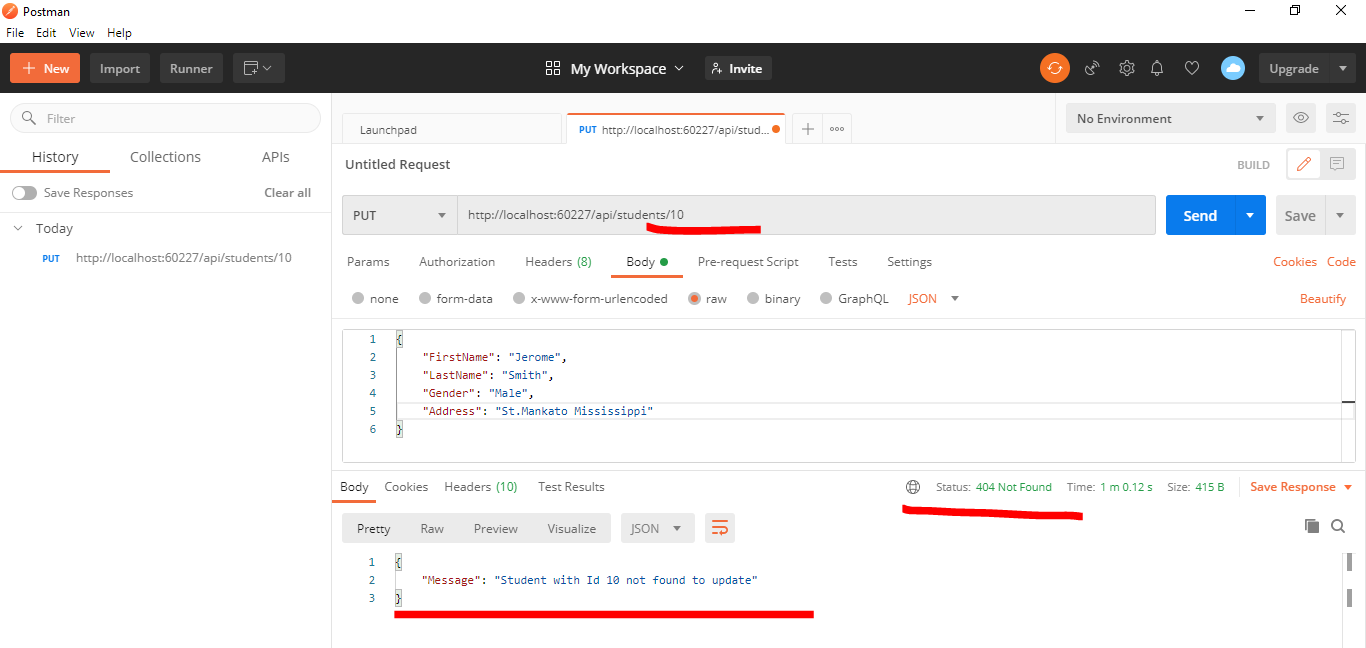 Postman
File Edit View Help
New Import Runner My Workspace Invite Upgrade
Filter
History Collections APIs
Save Responses Clear all
Today
PUT http://localhost:60227/api/students/10
Launchpad PUT http://localhost:60227/api/stud... No Environment
Untitled Request BUILD
PUT http://localhost:60227/api/students/10 Send Save
Params Authorization Headers (8) Body Pre-request Script Tests Settings Cookies Code
none form-data x-www-form-urlencoded raw binary GraphQL JSON Beautify
1 {
2 "FirstName": "Jerome",
3 "LastName": "Smith",
4 "Gender": "Male",
5 "Address": "St.Mankato Mississippi"
6 }
Body Cookies Headers (10) Test Results Status: 404 Not Found Time: 1 m 0.12 s Size: 415 B Save Response
Pretty Raw Preview Visualize JSON
1 {
2 "Message": "Student with Id 10 not found to update"
3 }